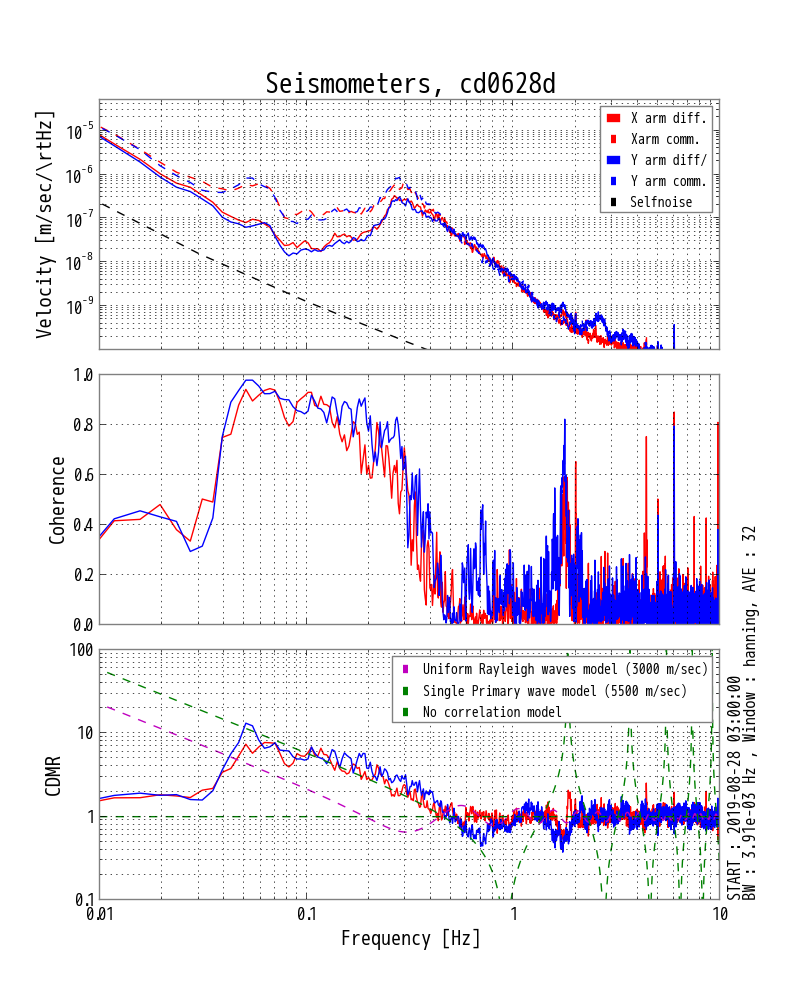 Seismometers, cd0628d
Velocity [m/sec/\rtHz]
10^-5
10^-6
10^-7
10^-8
10^-9
X arm diff.
Xarm comm.
Y arm diff/
Y arm comm.
Selfnoise
Coherence
1.0
0.8
0.6
0.4
0.2
0.0
CDMR
100
10
1
0.1
Uniform Rayleigh waves model (3000 m/sec)
Single Primary wave model (5500 m/sec)
No correlation model
0.01
0.1
1
10
Frequency [Hz]
START : 2019-08-28 03:00:00
BW : 3.91e-03 Hz , Window : hanning, AVE : 32